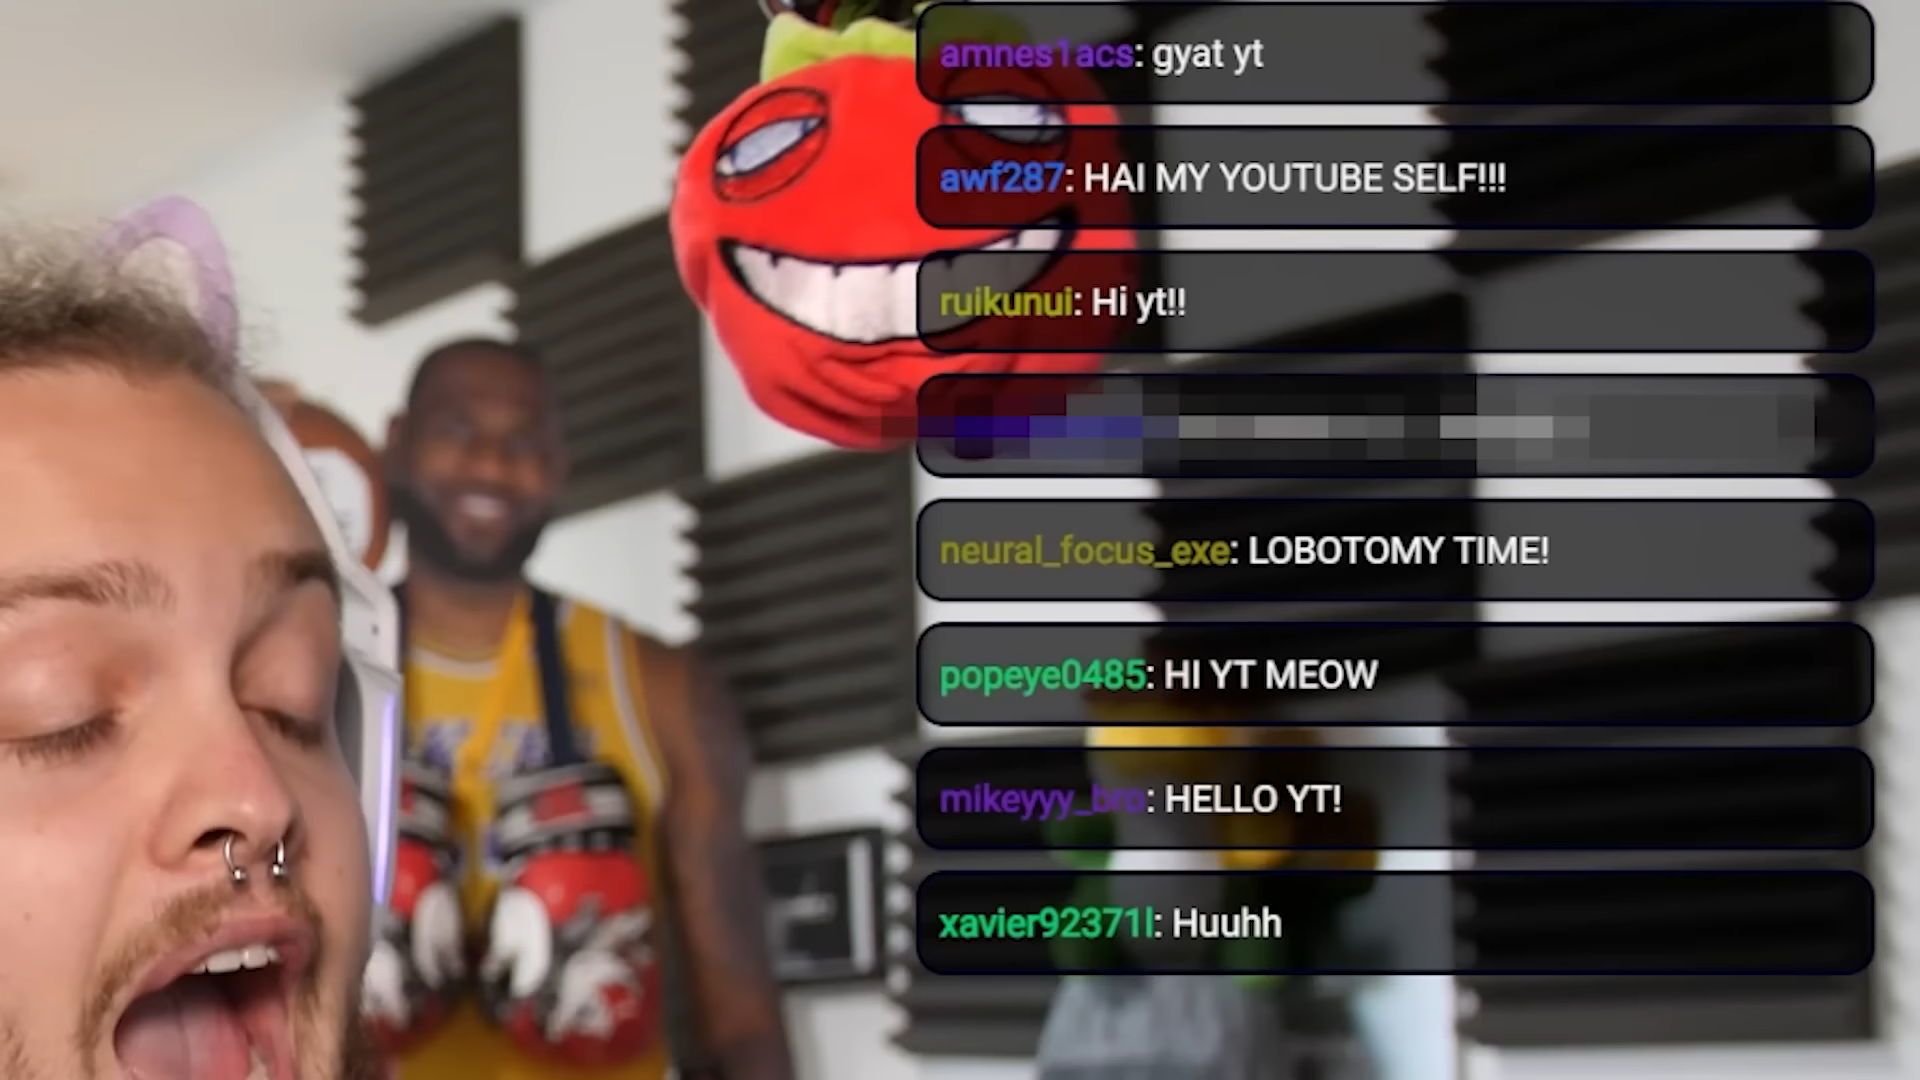 amnes1acs: gyat yt
awf287: HAI MY YOUTUBE SELF!!!
ruikunui: Hi yt!!
neural_focus_exe: LOBOTOMY TIME!
popeye0485: HI YT MEOW
mikeyyy_bro: HELLO YT!
xavier92371l: Huuhh